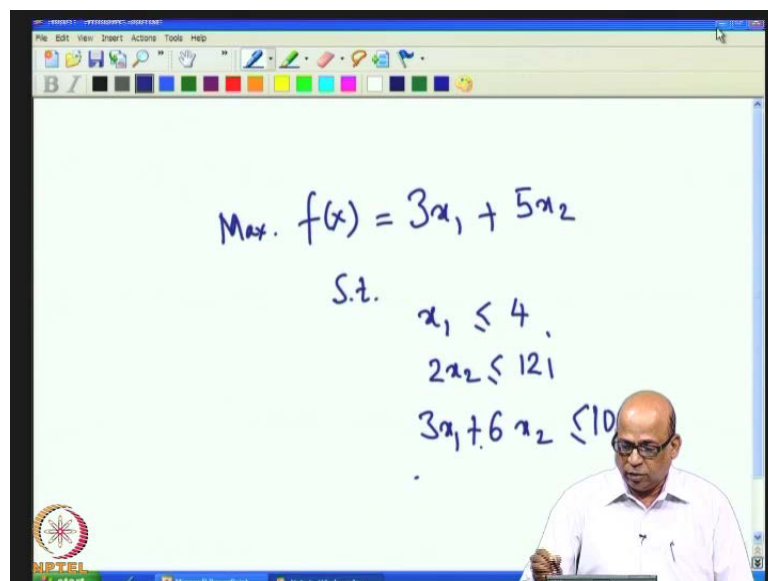 File Edit View Insert Actions Tools Help
B I
Max. f(x) = 3x₁ + 5x₂
S.t.
x₁ ≤ 4
2x₂ ≤ 12
3x₁ + 6x₂ ≤ 10
NPTEL